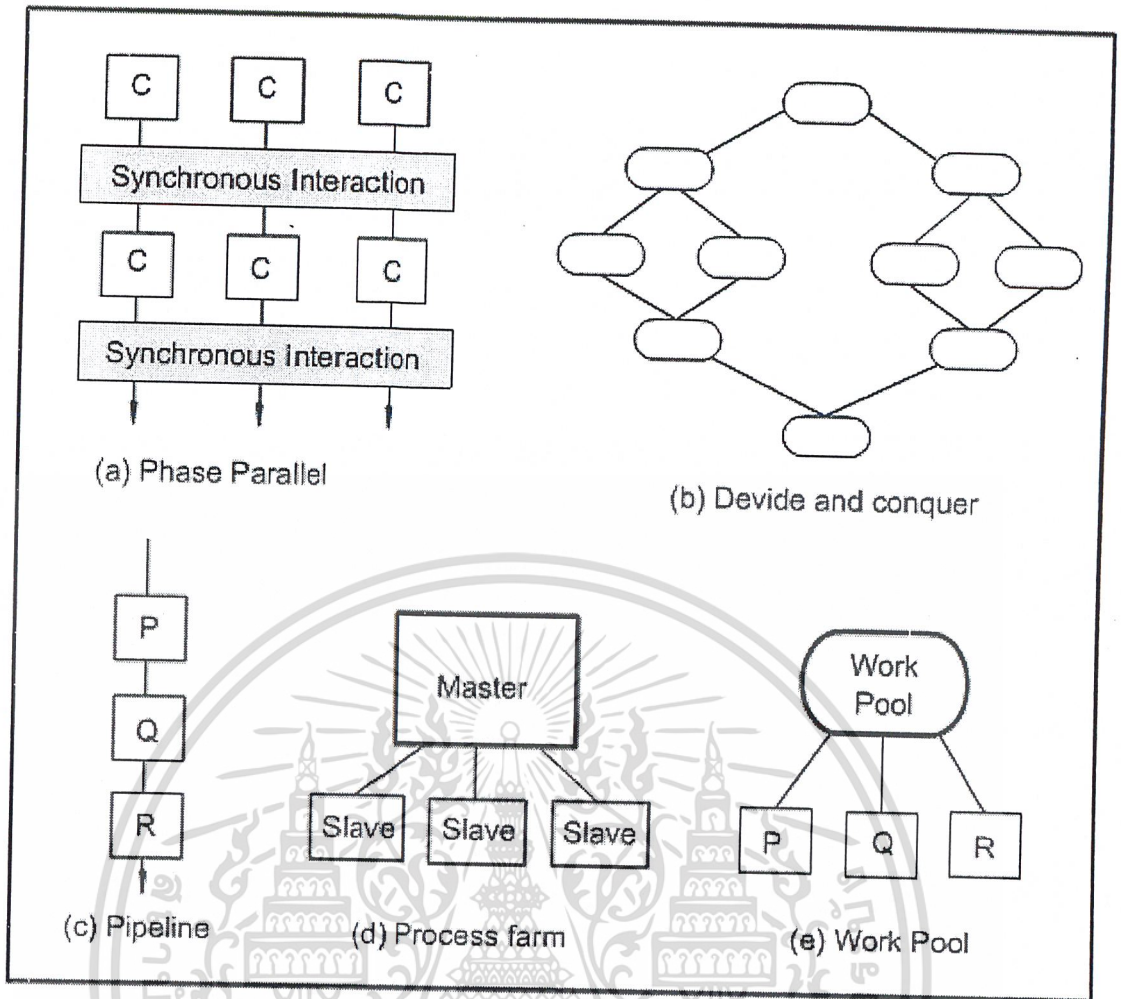 C C C
Synchronous Interaction
C C C
Synchronous Interaction
(a) Phase Parallel
(b) Devide and conquer
P
Q
R
(c) Pipeline
Master
Slave Slave Slave
(d) Process farm
Work
Pool
P Q R
(e) Work Pool